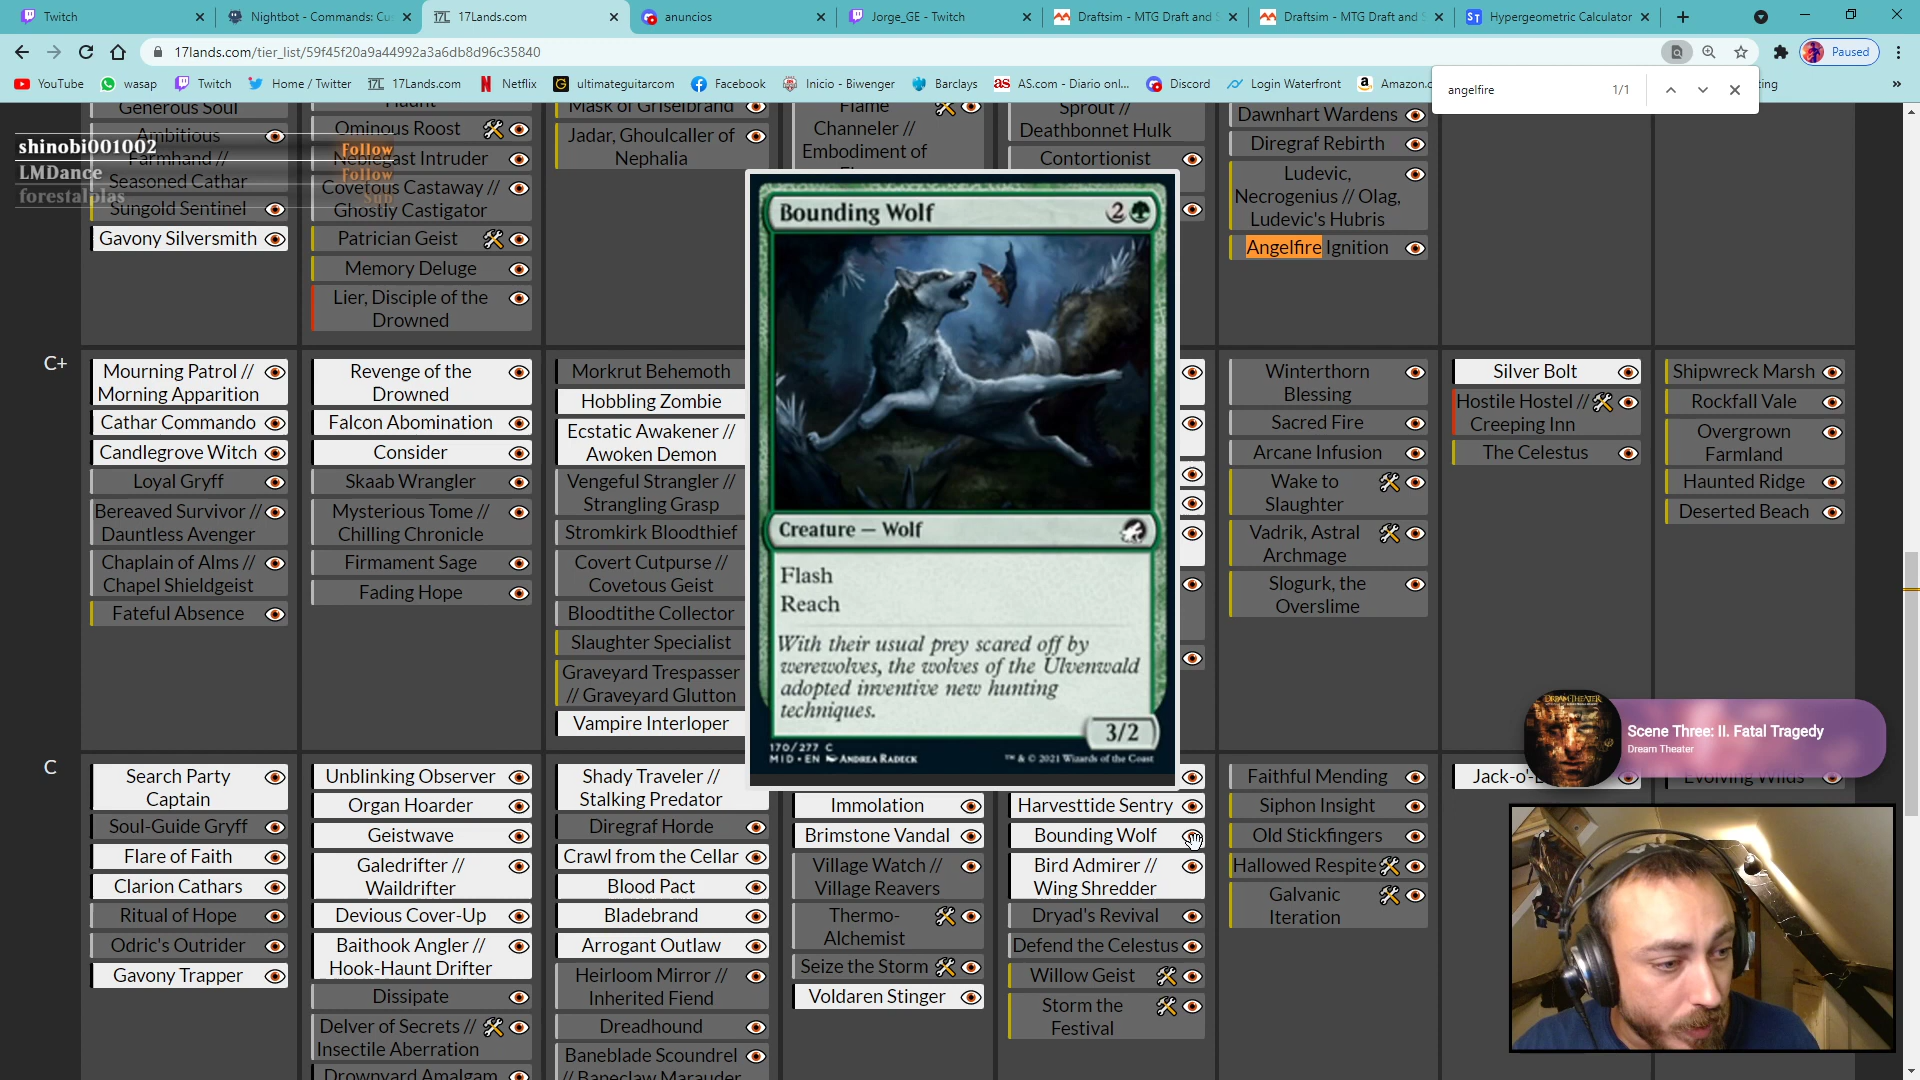 Twitch
Nightbot - Commands: Cu
17Lands.com
anuncios
Jorge_GE - Twitch
Draftsim - MTG Draft and S
Draftsim - MTG Draft and S
Hypergeometric Calculator
17lands.com/tier_list/59f45f20a9a44992a3a6db8d96c35840
Paused
YouTube
wasap
Twitch
Home / Twitter
17Lands.com
Netflix
ultimateguitarcom
Facebook
Inicio - Biwenger
Barclays
AS.com - Diario onl...
Discord
Login Waterfront
Amazon.c
angelfire
1/1
shinobi001002
Follow
LMDance
Follow
forestalplas
Sub
Generous Soul
Ambitious
Farmhand //
Seasoned Cathar
Sungold Sentinel
Gavony Silversmith
Ominous Roost
Nebelgast Intruder
Covetous Castaway //
Ghostly Castigator
Patrician Geist
Memory Deluge
Lier, Disciple of the
Drowned
Mask of Griselbrand
Jadar, Ghoulcaller of
Nephalia
Flame
Channeler //
Embodiment of
Sprout //
Deathbonnet Hulk
Contortionist
Dawnhart Wardens
Diregraf Rebirth
Ludevic,
Necrogenius // Olag,
Ludevic's Hubris
Angelfire Ignition
C+
Mourning Patrol //
Morning Apparition
Cathar Commando
Candlegrove Witch
Loyal Gryff
Bereaved Survivor //
Dauntless Avenger
Chaplain of Alms //
Chapel Shieldgeist
Fateful Absence
Revenge of the
Drowned
Falcon Abomination
Consider
Skaab Wrangler
Mysterious Tome //
Chilling Chronicle
Firmament Sage
Fading Hope
Morkrut Behemoth
Hobbling Zombie
Ecstatic Awakener //
Awoken Demon
Vengeful Strangler //
Strangling Grasp
Stromkirk Bloodthief
Covert Cutpurse //
Covetous Geist
Bloodtithe Collector
Slaughter Specialist
Graveyard Trespasser
// Graveyard Glutton
Vampire Interloper
Bounding Wolf
2
Creature — Wolf
Flash
Reach
With their usual prey scared off by
werewolves, the wolves of the Ulvenwald
adopted inventive new hunting
techniques.
3/2
170/277 C
MID • EN ANDREA RADECK
™ & © 2021 Wizards of the Coast
Winterthorn
Blessing
Sacred Fire
Arcane Infusion
Wake to
Slaughter
Vadrik, Astral
Archmage
Slogurk, the
Overslime
Silver Bolt
Hostile Hostel //
Creeping Inn
The Celestus
Shipwreck Marsh
Rockfall Vale
Overgrown
Farmland
Haunted Ridge
Deserted Beach
C
Search Party
Captain
Soul-Guide Gryff
Flare of Faith
Clarion Cathars
Ritual of Hope
Odric's Outrider
Gavony Trapper
Unblinking Observer
Organ Hoarder
Geistwave
Galedrifter //
Waildrifter
Devious Cover-Up
Baithook Angler //
Hook-Haunt Drifter
Dissipate
Delver of Secrets //
Insectile Aberration
Drownyard Amalgam
Shady Traveler //
Stalking Predator
Diregraf Horde
Crawl from the Cellar
Blood Pact
Bladebrand
Arrogant Outlaw
Heirloom Mirror //
Inherited Fiend
Dreadhound
Baneblade Scoundrel
// Baneclaw Marauder
Immolation
Brimstone Vandal
Village Watch //
Village Reavers
Thermo-
Alchemist
Seize the Storm
Voldaren Stinger
Harvesttide Sentry
Bounding Wolf
Bird Admirer //
Wing Shredder
Dryad's Revival
Defend the Celestus
Willow Geist
Storm the
Festival
Faithful Mending
Siphon Insight
Old Stickfingers
Hallowed Respite
Galvanic
Iteration
Jack-o'-
Evolving Wilds
DREAM THEATER
Scene Three: II. Fatal Tragedy
Dream Theater